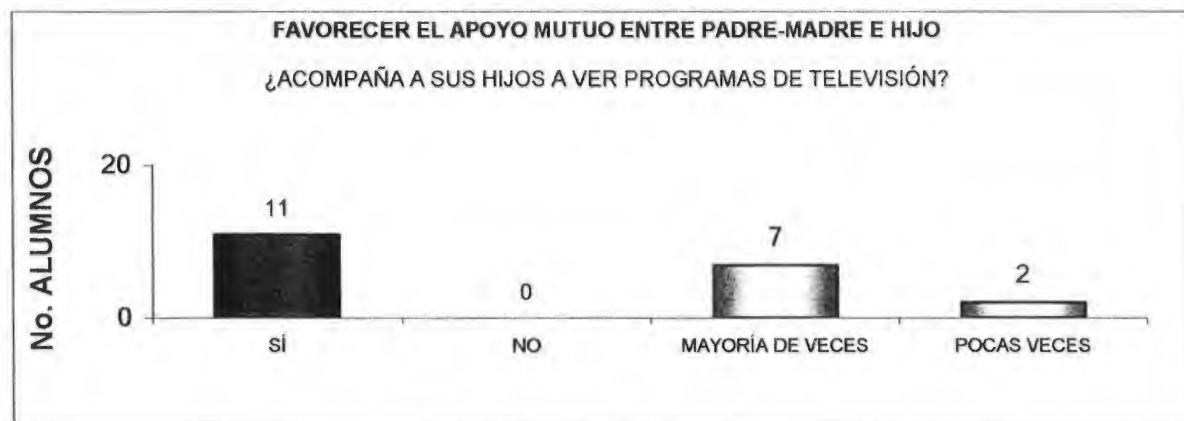 FAVORECER EL APOYO MUTUO ENTRE PADRE-MADRE E HIJO
¿ACOMPAÑA A SUS HIJOS A VER PROGRAMAS DE TELEVISIÓN?
No. ALUMNOS
20
0
11
0
7
2
SÍ
NO
MAYORÍA DE VECES
POCAS VECES